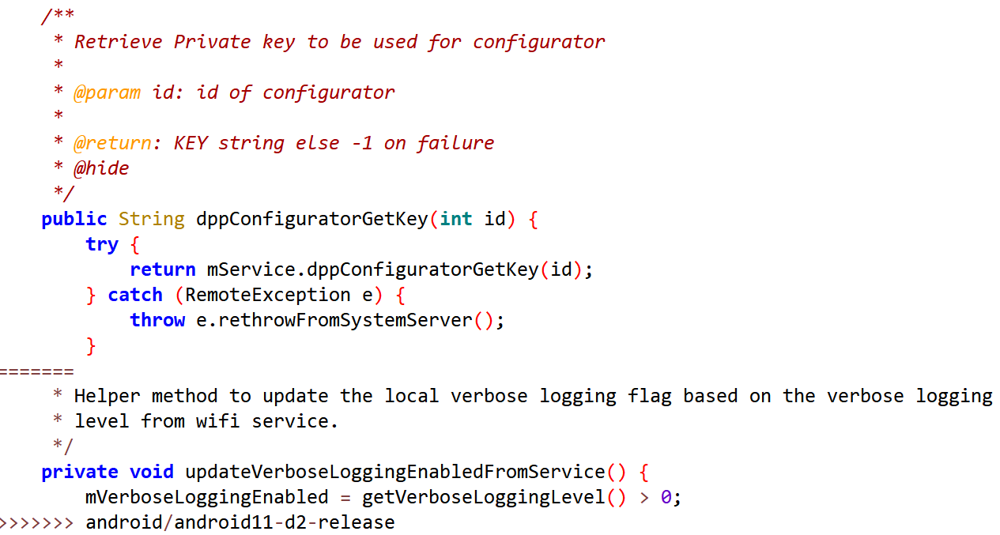 /**
 * Retrieve Private key to be used for configurator
 *
 * @param id: id of configurator
 *
 * @return: KEY string else -1 on failure
 * @hide
 */
public String dppConfiguratorGetKey(int id) {
    try {
        return mService.dppConfiguratorGetKey(id);
    } catch (RemoteException e) {
        throw e.rethrowFromSystemServer();
    }
=======
     * Helper method to update the local verbose logging flag based on the verbose logging
     * level from wifi service.
     */
    private void updateVerboseLoggingEnabledFromService() {
        mVerboseLoggingEnabled = getVerboseLoggingLevel() > 0;
>>>>>>> android/android11-d2-release